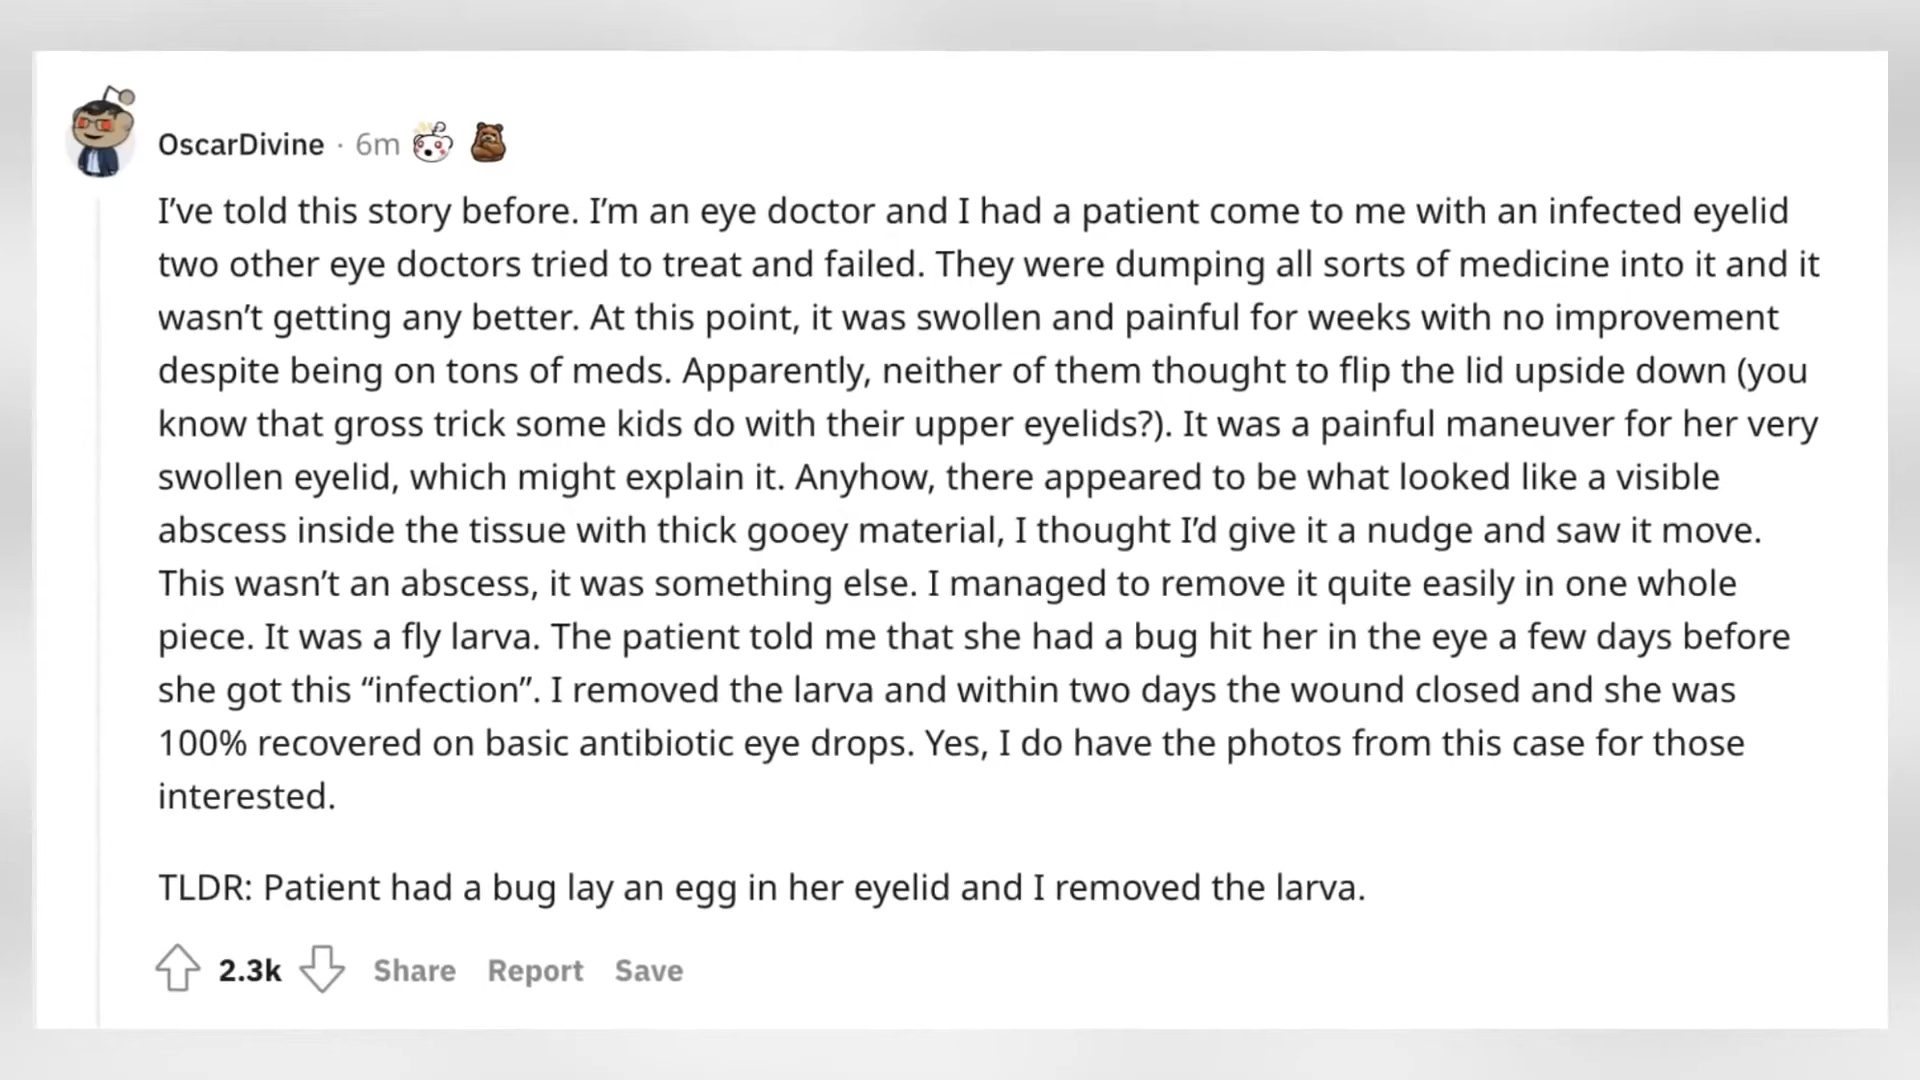 OscarDivine · 6m
I’ve told this story before. I’m an eye doctor and I had a patient come to me with an infected eyelid
two other eye doctors tried to treat and failed. They were dumping all sorts of medicine into it and it
wasn’t getting any better. At this point, it was swollen and painful for weeks with no improvement
despite being on tons of meds. Apparently, neither of them thought to flip the lid upside down (you
know that gross trick some kids do with their upper eyelids?). It was a painful maneuver for her very
swollen eyelid, which might explain it. Anyhow, there appeared to be what looked like a visible
abscess inside the tissue with thick gooey material, I thought I’d give it a nudge and saw it move.
This wasn’t an abscess, it was something else. I managed to remove it quite easily in one whole
piece. It was a fly larva. The patient told me that she had a bug hit her in the eye a few days before
she got this “infection”. I removed the larva and within two days the wound closed and she was
100% recovered on basic antibiotic eye drops. Yes, I do have the photos from this case for those
interested.
TLDR: Patient had a bug lay an egg in her eyelid and I removed the larva.
2.3k Share Report Save